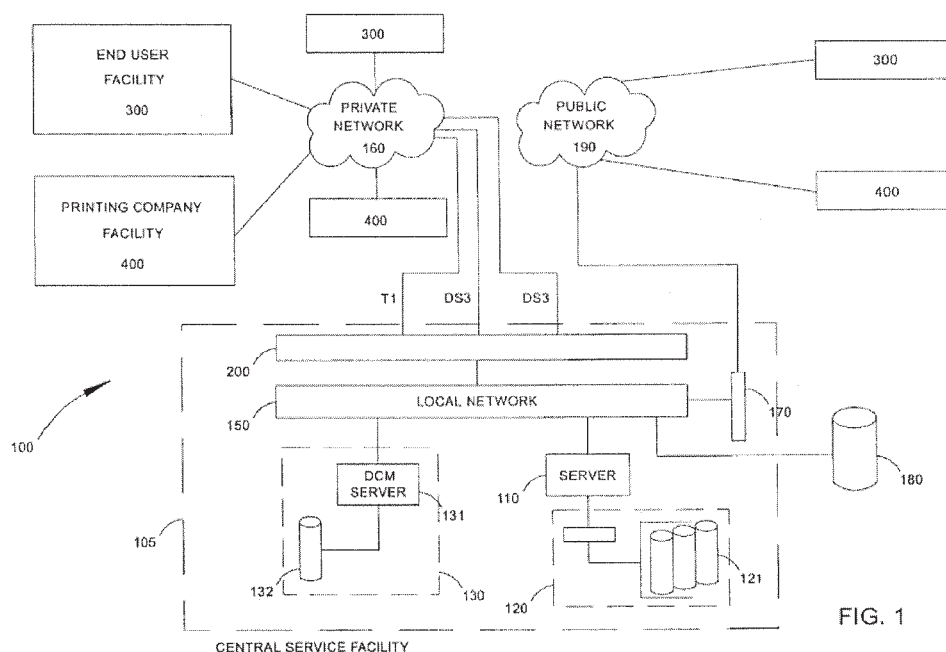 END USER
FACILITY
300
300
PRIVATE
NETWORK
160
PUBLIC
NETWORK
190
300
PRINTING COMPANY
FACILITY
400
400
400
T1
DS3
DS3
200
LOCAL NETWORK
150
170
100
DCM
SERVER
131
SERVER
110
180
105
132
130
120
121
FIG. 1
CENTRAL SERVICE FACILITY